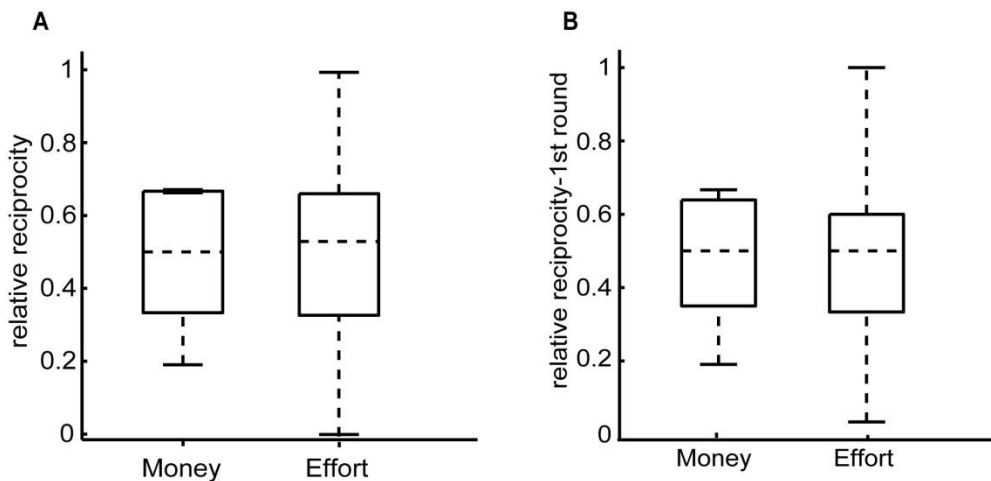 A
relative reciprocity
1
0.8
0.6
0.4
0.2
0
Money Effort
B
relative reciprocity-1st round
1
0.8
0.6
0.4
0.2
0
Money Effort